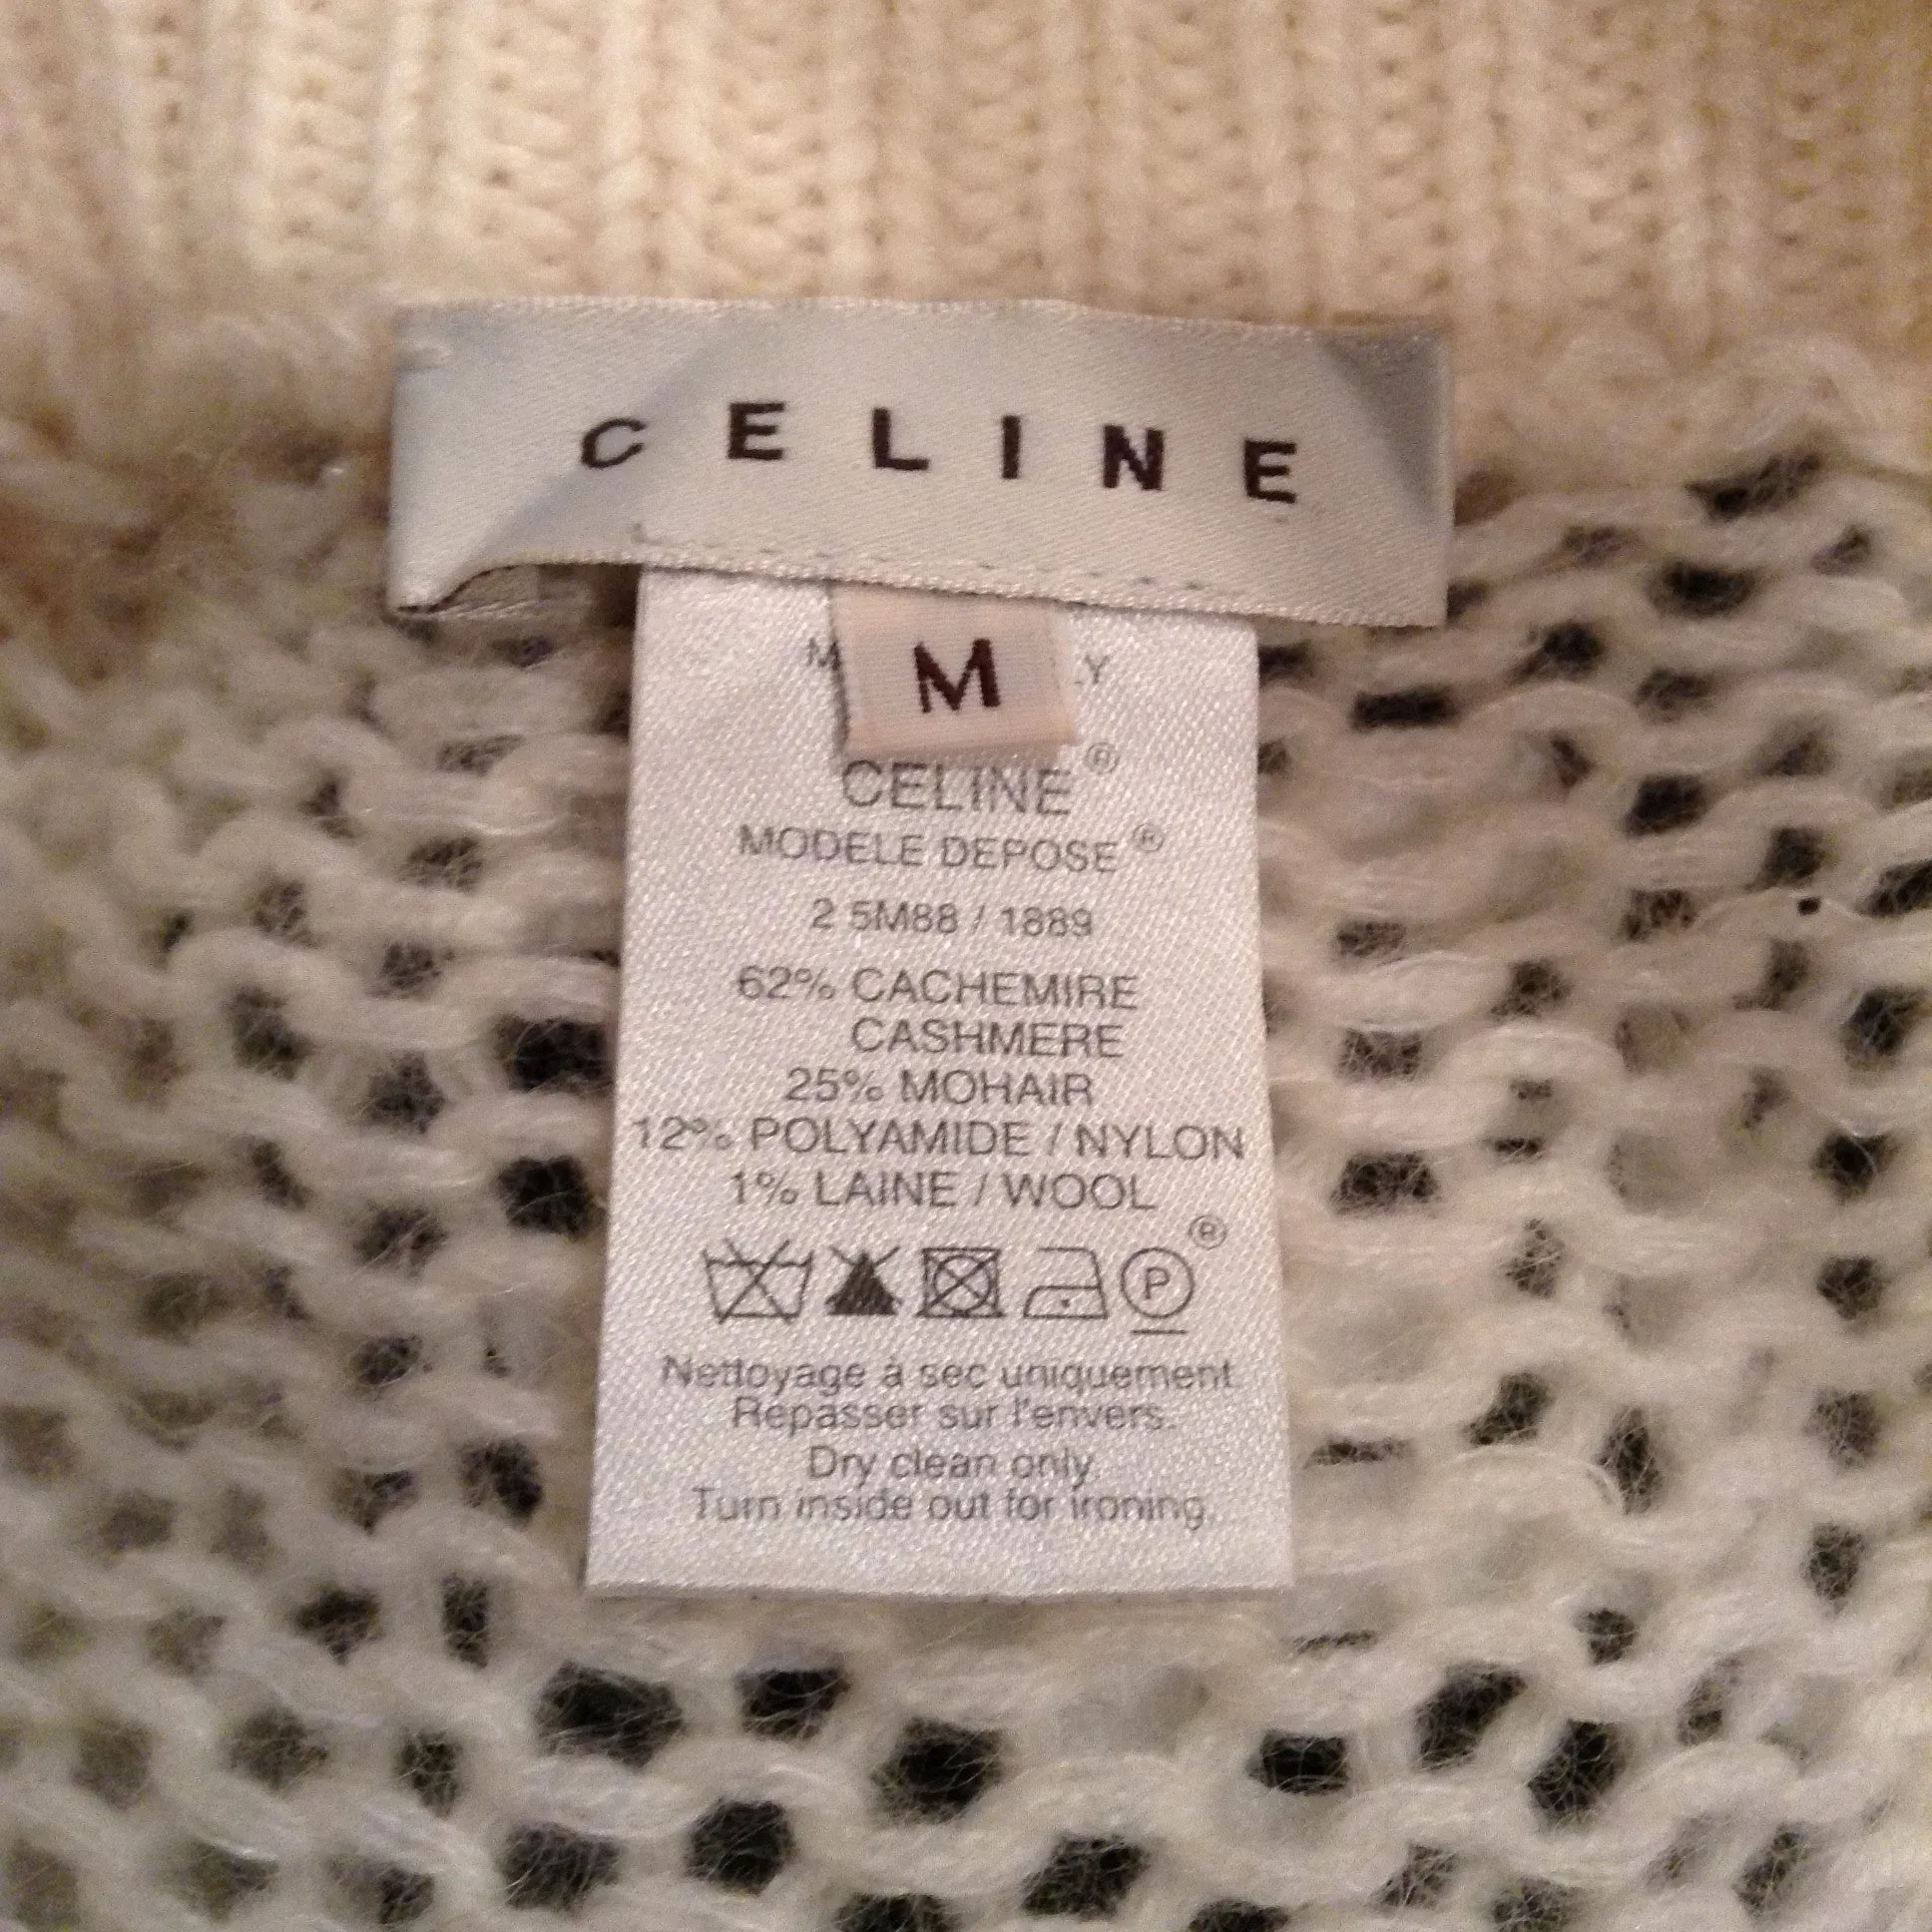 CELINE
M
CELINE®
MODELE DEPOSE®
2 5M88 / 1889
62% CACHEMIRE
CASHMERE
25% MOHAIR
12% POLYAMIDE / NYLON
1% LAINE / WOOL
P ®
Nettoyage à sec uniquement.
Repasser sur l'envers.
Dry clean only.
Turn inside out for ironing.